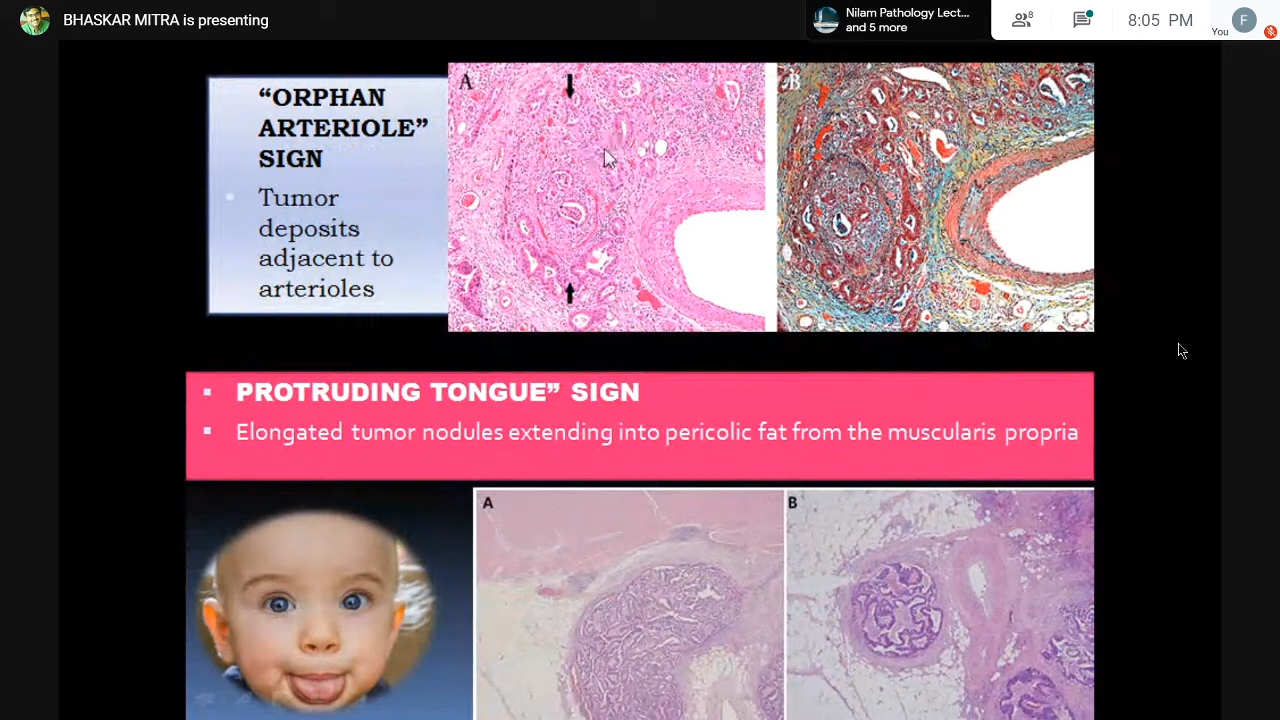 BHASKAR MITRA is presenting
Nilam Pathology Lect...
and 5 more
8
8:05 PM
You
F
“ORPHAN
ARTERIOLE”
SIGN
Tumor
deposits
adjacent to
arterioles
A
B
PROTRUDING TONGUE” SIGN
Elongated tumor nodules extending into pericolic fat from the muscularis propria
A
B